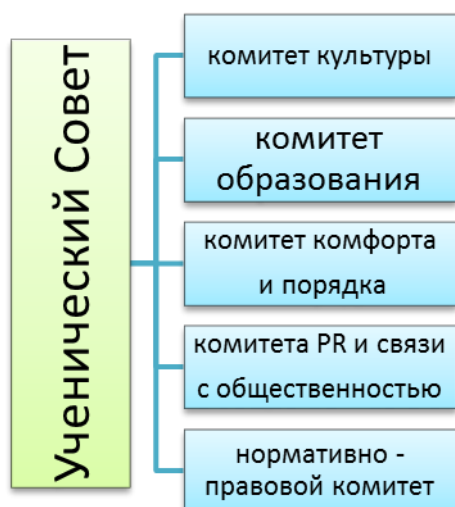 Ученический Совет
комитет культуры
комитет
образования
комитет комфорта
и порядка
комитета PR и связи
с общественностью
нормативно -
правовой комитет